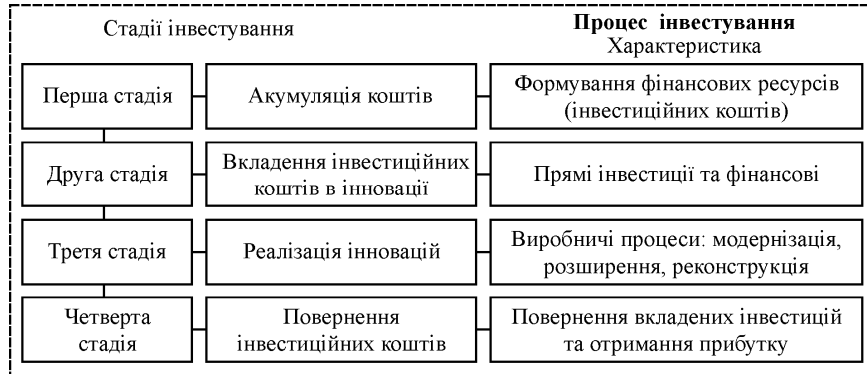 Стадії інвестування
Процес інвестування
Характеристика
Перша стадія
Акумуляція коштів
Формування фінансових ресурсів
(інвестиційних коштів)
Друга стадія
Вкладення інвестиційних
коштів в інновації
Прямі інвестиції та фінансові
Третя стадія
Реалізація інновацій
Виробничі процеси: модернізація,
розширення, реконструкція
Четверта
стадія
Повернення
інвестиційних коштів
Повернення вкладених інвестицій
та отримання прибутку